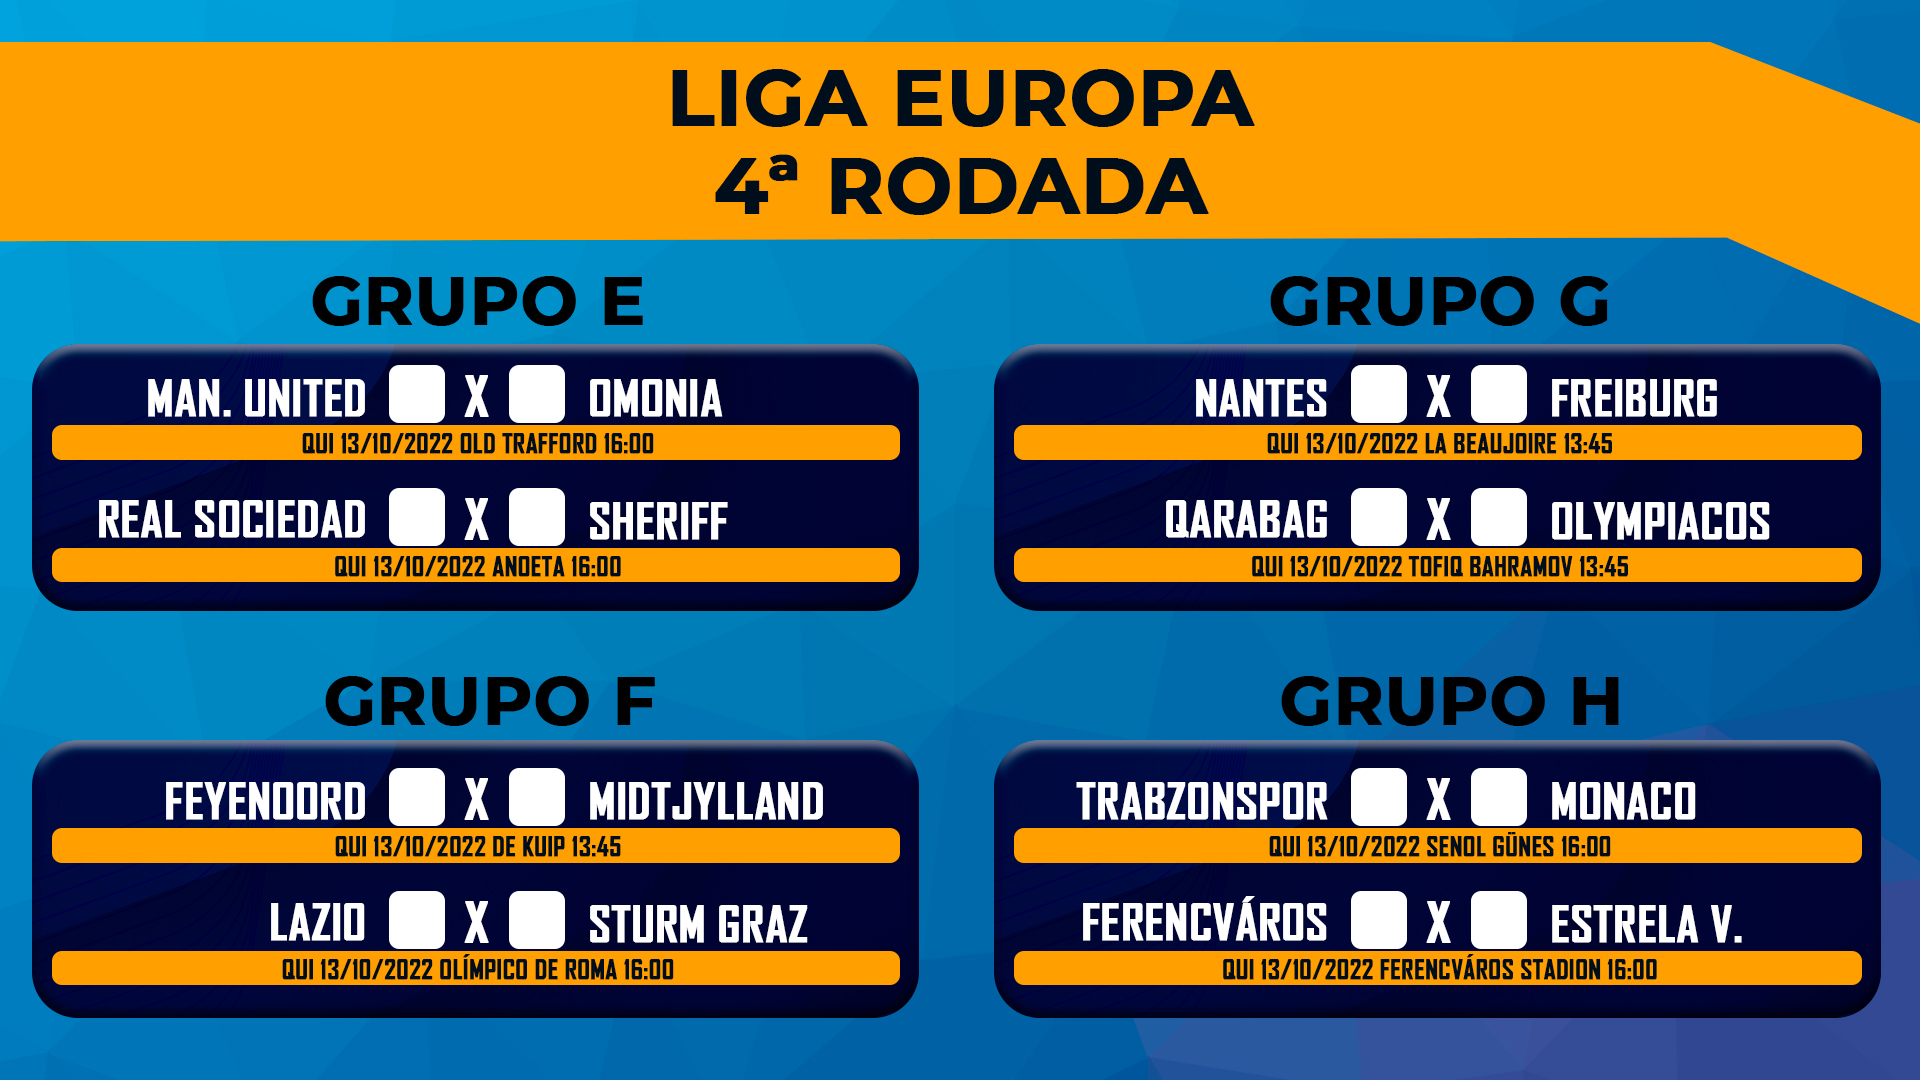 LIGA EUROPA
4ª RODADA
GRUPO E
MAN. UNITED X OMONIA
QUI 13/10/2022 OLD TRAFFORD 16:00
REAL SOCIEDAD X SHERIFF
QUI 13/10/2022 ANOETA 16:00
GRUPO F
FEYENOORD X MIDTJYLLAND
QUI 13/10/2022 DE KUIP 13:45
LAZIO X STURM GRAZ
QUI 13/10/2022 OLÍMPICO DE ROMA 16:00
GRUPO G
NANTES X FREIBURG
QUI 13/10/2022 LA BEAUJOIRE 13:45
QARABAG X OLYMPIACOS
QUI 13/10/2022 TOFIQ BAHRAMOV 13:45
GRUPO H
TRABZONSPOR X MONACO
QUI 13/10/2022 SENOL GÜNES 16:00
FERENCVÁROS X ESTRELA V.
QUI 13/10/2022 FERENCVÁROS STADION 16:00